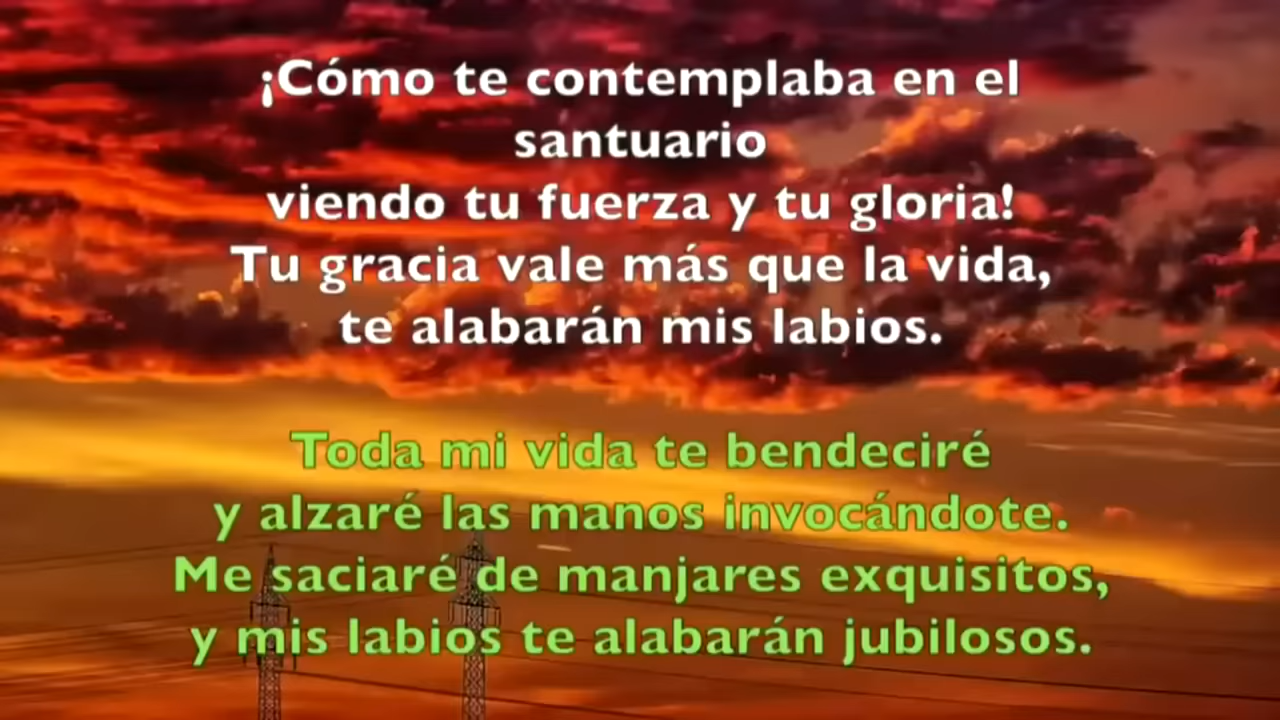 ¡Cómo te contemplaba en el
santuario
viendo tu fuerza y tu gloria!
Tu gracia vale más que la vida,
te alabarán mis labios.
Toda mi vida te bendeciré
y alzaré las manos invocándote.
Me saciaré de manjares exquisitos,
y mis labios te alabarán jubilosos.